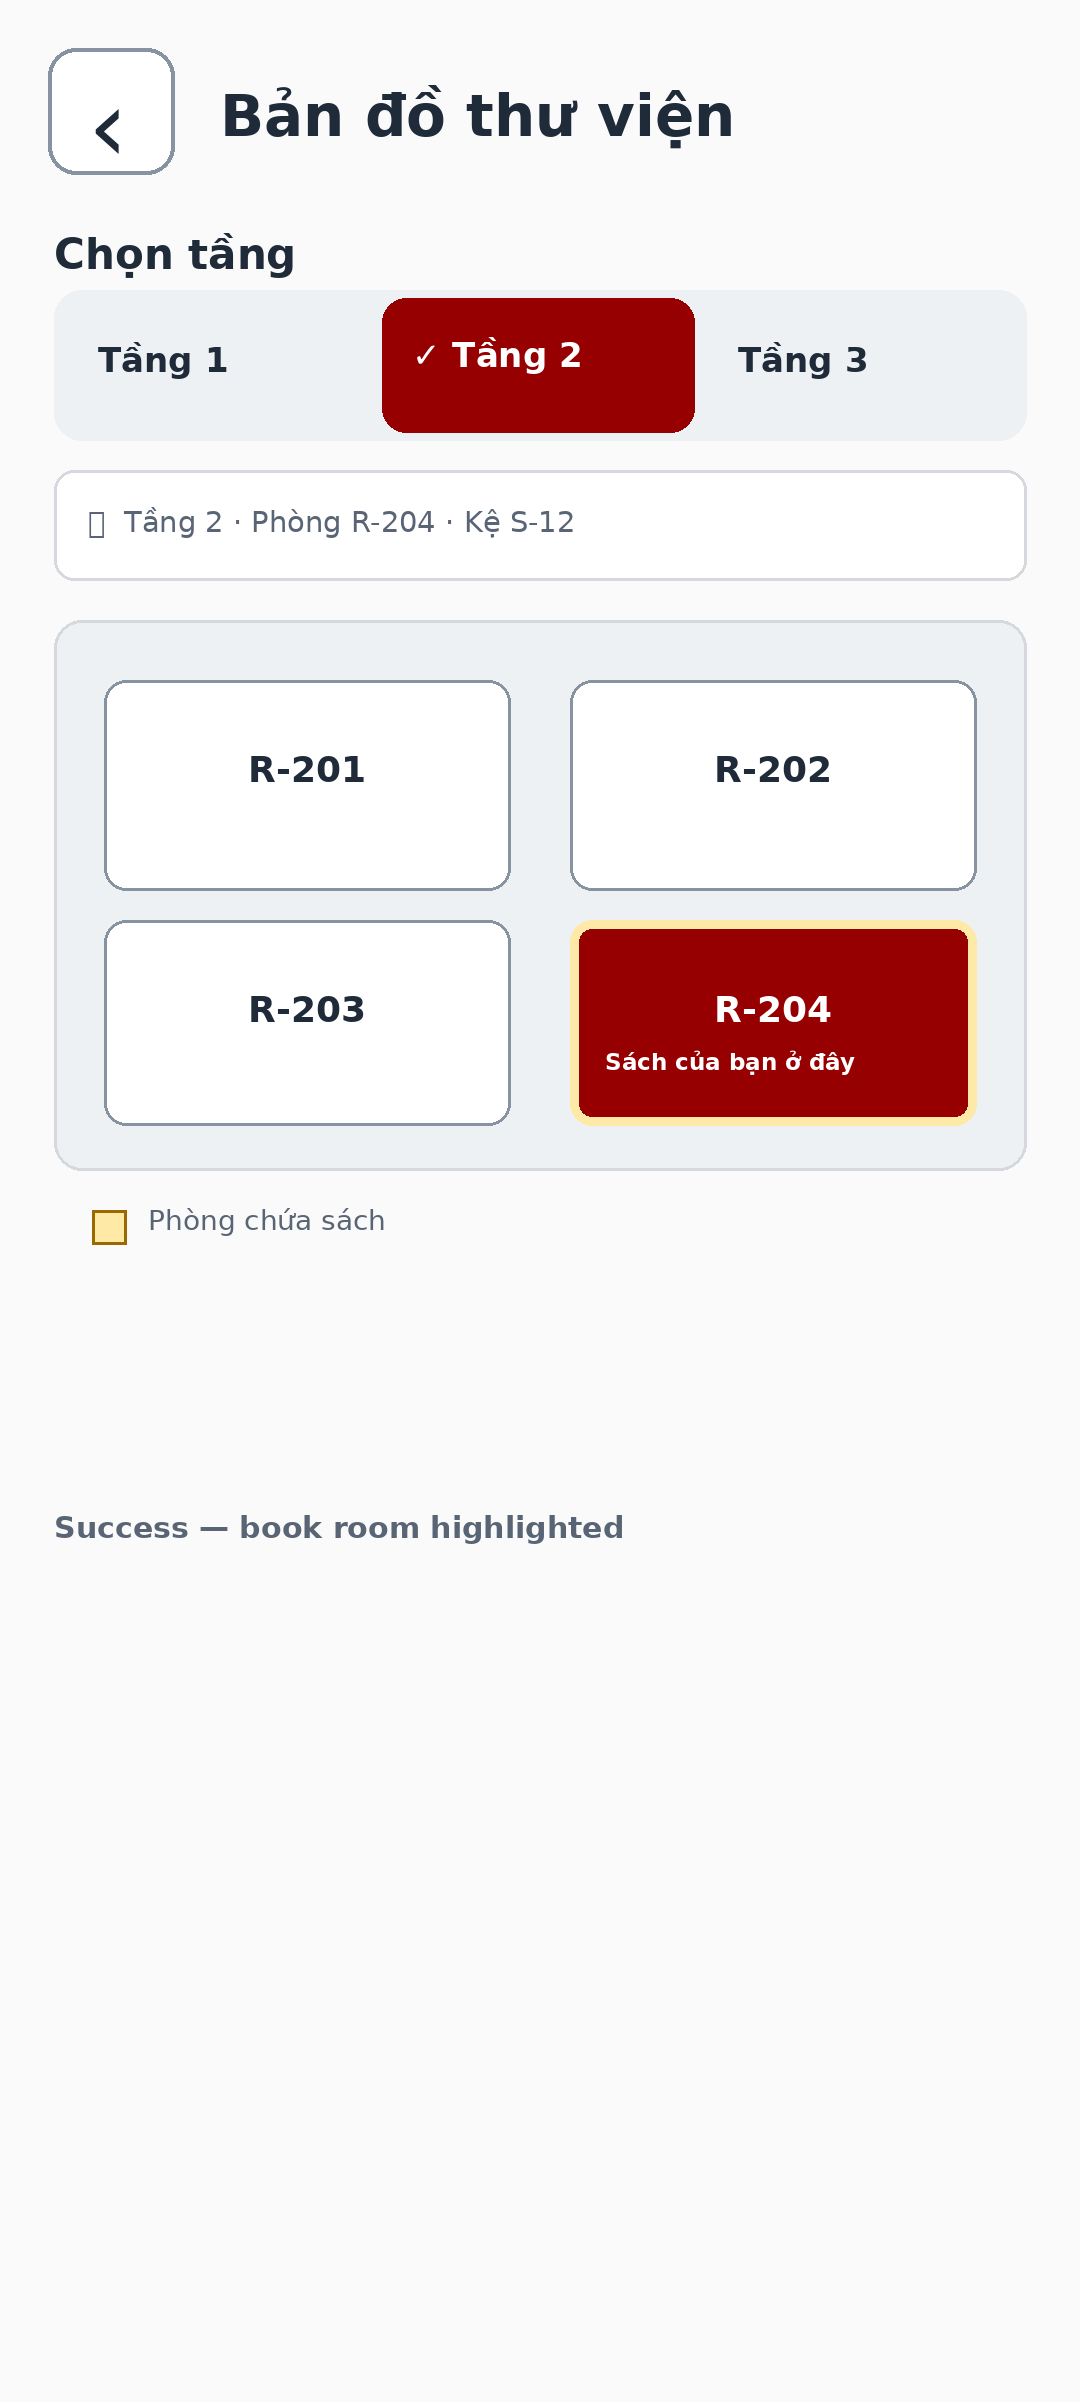 ‹ Bản đồ thư viện
Chọn tầng
Tầng 1 ✓ Tầng 2 Tầng 3
Tầng 2 · Phòng R-204 · Kệ S-12
R-201 R-202
R-203 R-204
Sách của bạn ở đây
Phòng chứa sách
Success — book room highlighted